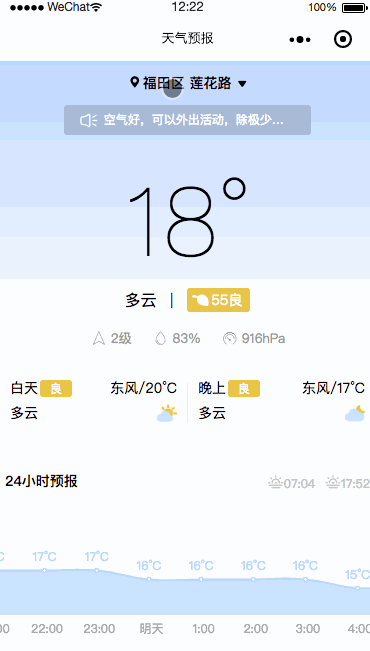 WeChat 12:22 100%
天气预报
福田区 莲花路
空气好，可以外出活动，除极少...
18°
多云 | 55良
2级 83% 916hPa
白天 良 东风/20°C
多云
晚上 良 东风/17°C
多云
24小时预报 07:04 17:52
°C 17°C 17°C 16°C 16°C 16°C 16°C 15°C
:00 22:00 23:00 阴天 1:00 2:00 3:00 4:00